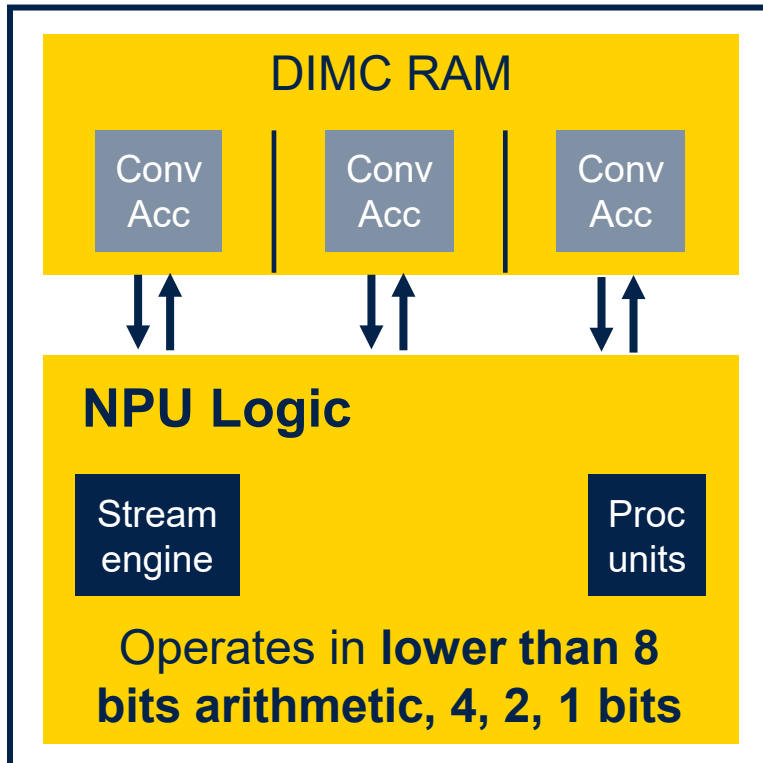 DIMC RAM
Conv
Acc
Conv
Acc
Conv
Acc
NPU Logic
Stream
engine
Proc
units
Operates in lower than 8
bits arithmetic, 4, 2, 1 bits